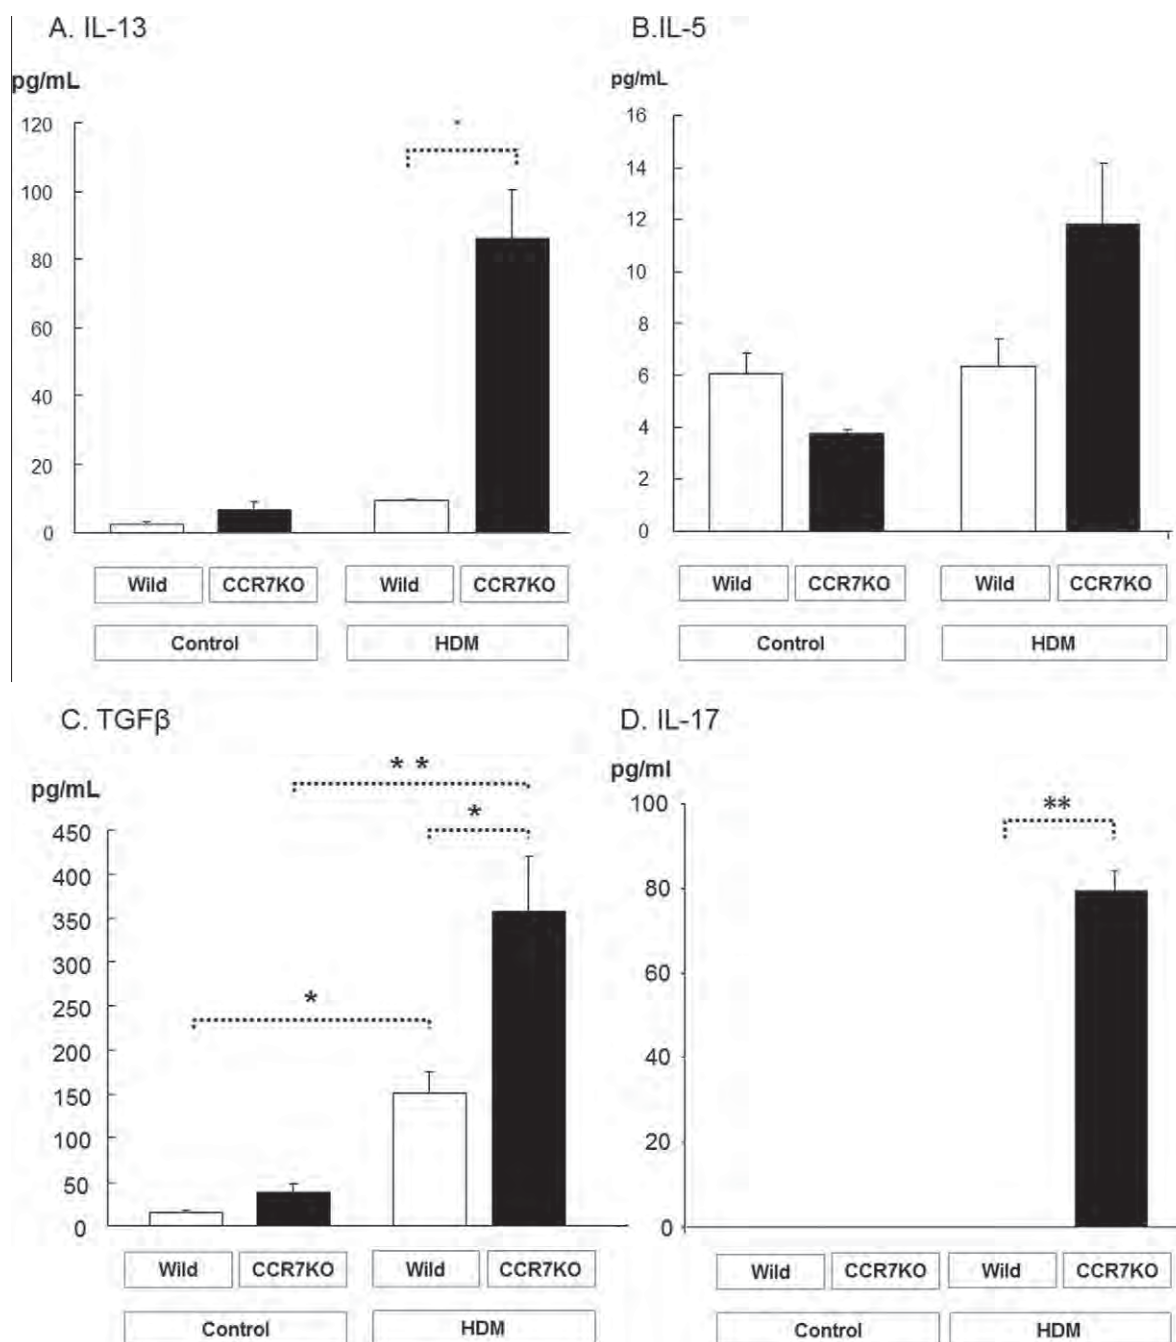 A. IL-13
pg/mL
120
100
80
60
40
20
0
*
Wild CCR7KO Wild CCR7KO
Control HDM
B.IL-5
pg/mL
16
14
12
10
8
6
4
2
0
Wild CCR7KO Wild CCR7KO
Control HDM
C. TGFβ
pg/mL
450
400
350
300
250
200
150
100
50
0
* *
*
*
Wild CCR7KO Wild CCR7KO
Control HDM
D. IL-17
pg/ml
100
80
60
40
20
0
**
Wild CCR7KO Wild CCR7KO
Control HDM